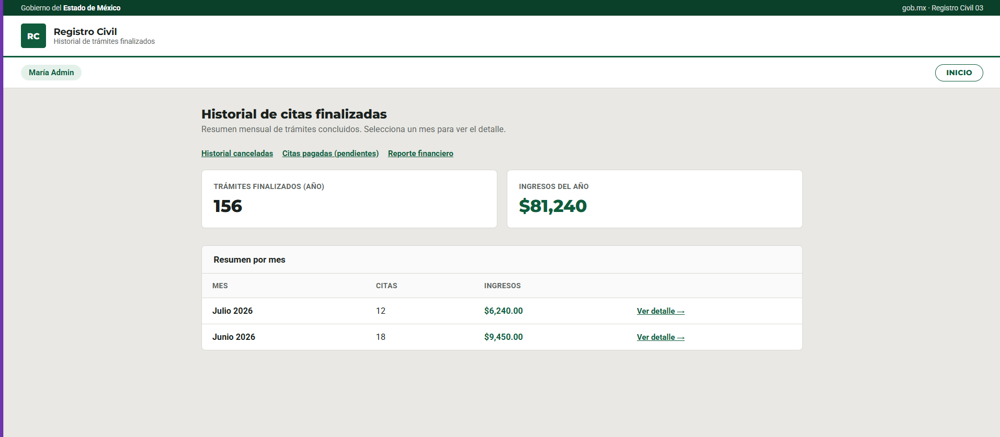 Gobierno del Estado de México
gob.mx · Registro Civil 03
RC
Registro Civil
Historial de trámites finalizados
María Admin
INICIO
Historial de citas finalizadas
Resumen mensual de trámites concluidos. Selecciona un mes para ver el detalle.
Historial canceladas Citas pagadas (pendientes) Reporte financiero
TRÁMITES FINALIZADOS (AÑO)
156
INGRESOS DEL AÑO
$81,240
Resumen por mes
MES CITAS INGRESOS
Julio 2026 12 $6,240.00 Ver detalle →
Junio 2026 18 $9,450.00 Ver detalle →